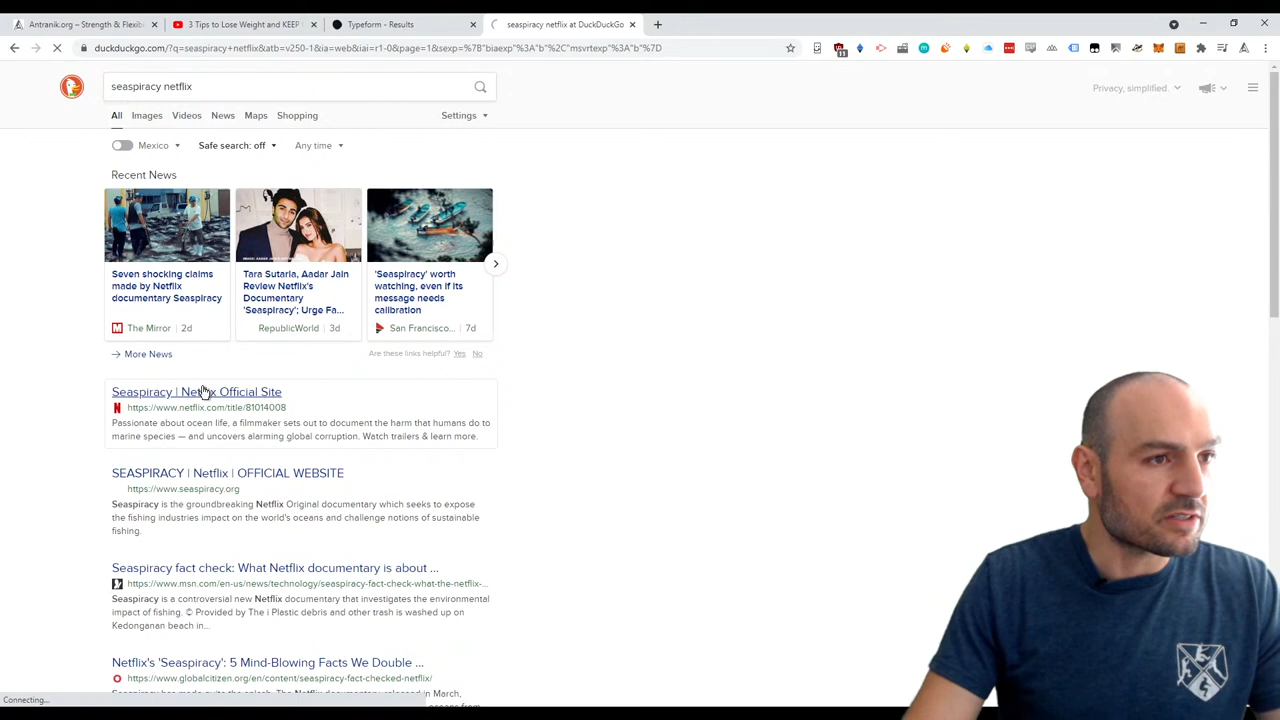 Antranik.org – Strength & Flexibi
3 Tips to Lose Weight and KEEP
Typeform - Results
seaspiracy netflix at DuckDuckGo
duckduckgo.com/?q=seaspiracy+netflix&atb=v250-1&ia=web&iai=r1-0&page=1&sexp=%7B"biaexp"%3A"b"%2C"msvrtexp"%3A"b"%7D
11
seaspiracy netflix
Privacy, simplified.
All Images Videos News Maps Shopping Settings
Mexico Safe search: off Any time
Recent News
Seven shocking claims
made by Netflix
documentary Seaspiracy
The Mirror | 2d
Tara Sutaria, Aadar Jain
Review Netflix's
Documentary
'Seaspiracy'; Urge Fa...
RepublicWorld | 3d
'Seaspiracy' worth
watching, even if its
message needs
calibration
San Francisco... | 7d
More News
Are these links helpful? Yes No
Seaspiracy | Netflix Official Site
https://www.netflix.com/title/81014008
Passionate about ocean life, a filmmaker sets out to document the harm that humans do to
marine species — and uncovers alarming global corruption. Watch trailers & learn more.
SEASPIRACY | Netflix | OFFICIAL WEBSITE
https://www.seaspiracy.org
Seaspiracy is the groundbreaking Netflix Original documentary which seeks to expose
the fishing industries impact on the world's oceans and challenge notions of sustainable
fishing.
Seaspiracy fact check: What Netflix documentary is about ...
https://www.msn.com/en-us/news/technology/seaspiracy-fact-check-what-the-netflix-...
Seaspiracy is a controversial new Netflix documentary that investigates the environmental
impact of fishing. © Provided by The i Plastic debris and other trash is washed up on
Kedonganan beach in...
Netflix's 'Seaspiracy': 5 Mind-Blowing Facts We Double ...
https://www.globalcitizen.org/en/content/seaspiracy-fact-checked-netflix/
Connecting...